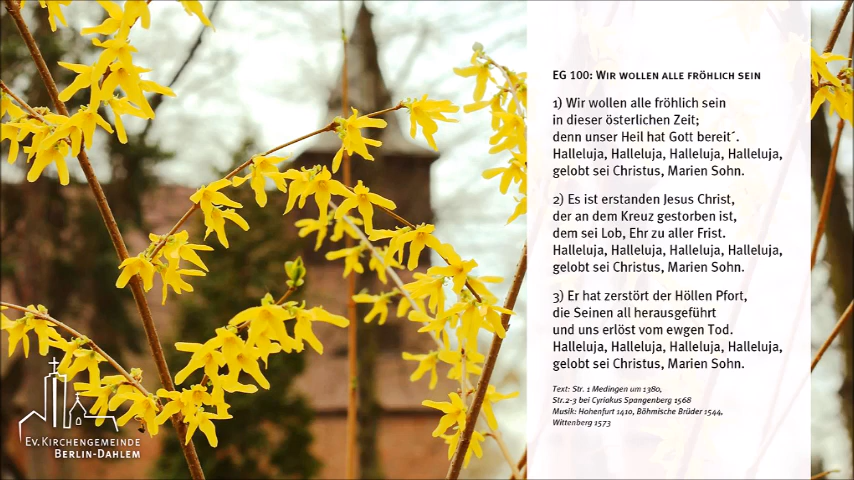 EG 100: Wir wollen alle fröhlich sein
1) Wir wollen alle fröhlich sein
in dieser österlichen Zeit;
denn unser Heil hat Gott bereit´.
Halleluja, Halleluja, Halleluja, Halleluja,
gelobt sei Christus, Marien Sohn.
2) Es ist erstanden Jesus Christ,
der an dem Kreuz gestorben ist,
dem sei Lob, Ehr zu aller Frist.
Halleluja, Halleluja, Halleluja, Halleluja,
gelobt sei Christus, Marien Sohn.
3) Er hat zerstört der Höllen Pfort,
die Seinen all herausgeführt
und uns erlöst vom ewgen Tod.
Halleluja, Halleluja, Halleluja, Halleluja,
gelobt sei Christus, Marien Sohn.
Text: Str. 1 Medingen um 1380,
Str.2-3 bei Cyriakus Spangenberg 1568
Musik: Hohenfurt 1410, Böhmische Brüder 1544,
Wittenberg 1573
Ev.Kirchengemeinde
Berlin-Dahlem